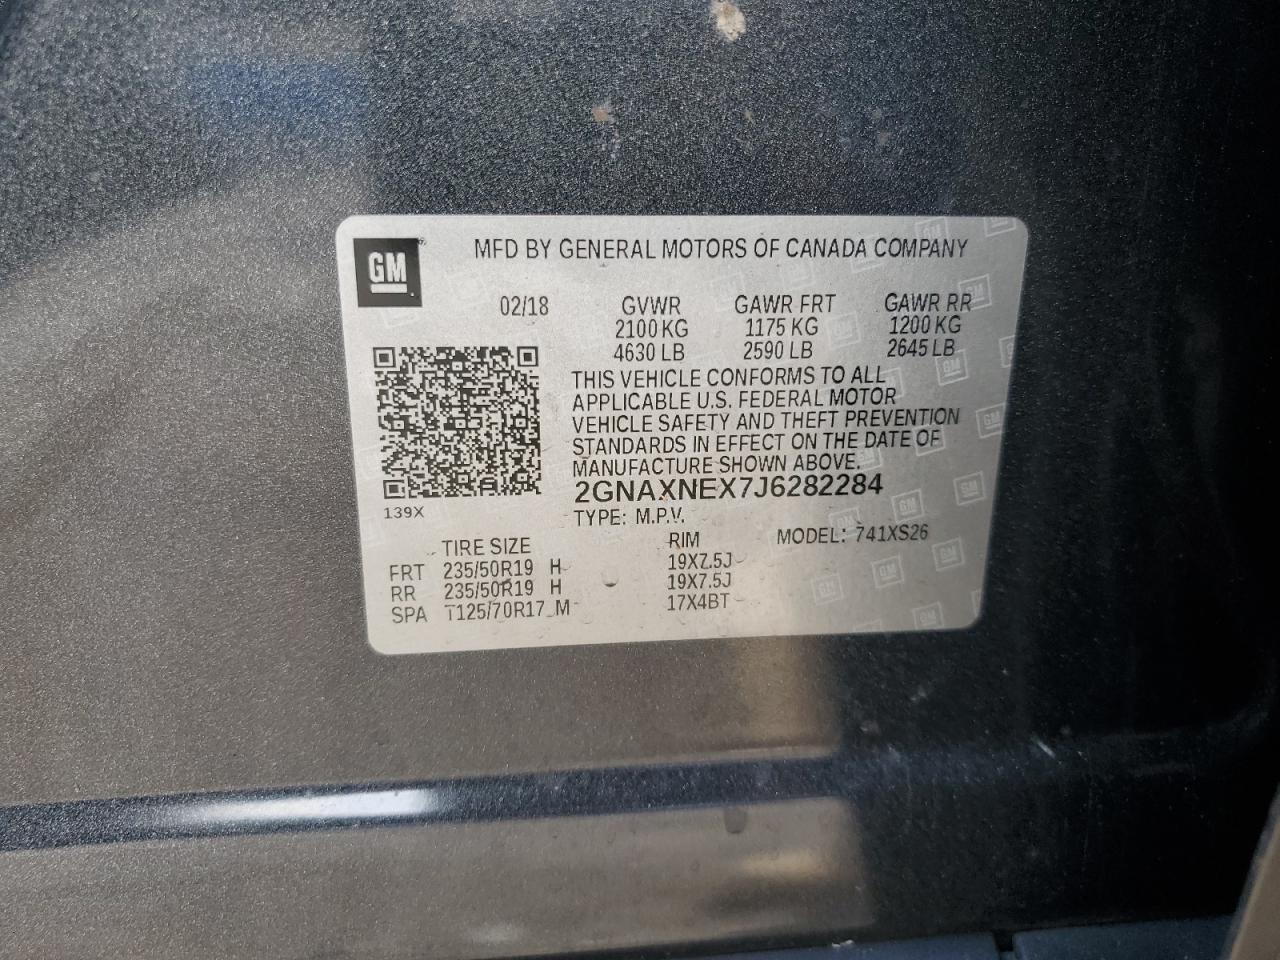 GM
MFD BY GENERAL MOTORS OF CANADA COMPANY
02/18 GVWR GAWR FRT GAWR RR
2100 KG 1175 KG 1200 KG
4630 LB 2590 LB 2645 LB
THIS VEHICLE CONFORMS TO ALL
APPLICABLE U.S. FEDERAL MOTOR
VEHICLE SAFETY AND THEFT PREVENTION
STANDARDS IN EFFECT ON THE DATE OF
MANUFACTURE SHOWN ABOVE.
2GNAXNEX7J6282284
139X
TYPE: M.P.V. MODEL: 741XS26
TIRE SIZE RIM
FRT 235/50R19 H 19X7.5J
RR 235/50R19 H 19X7.5J
SPA T125/70R17 M 17X4BT